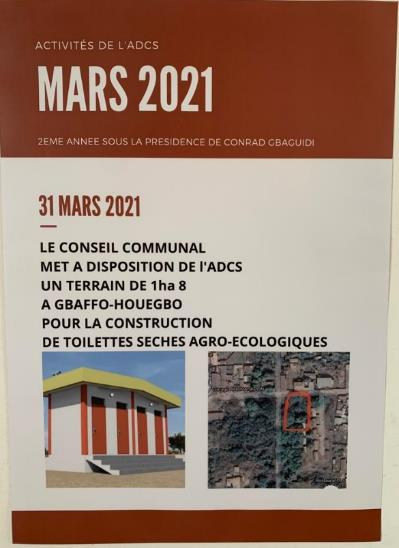 ACTIVITÉS DE L'ADCS
MARS 2021
2EME ANNEE SOUS LA PRESIDENCE DE CONRAD GBAGUIDI
31 MARS 2021
LE CONSEIL COMMUNAL
MET A DISPOSITION DE l'ADCS
UN TERRAIN DE 1ha 8
A GBAFFO-HOUEGBO
POUR LA CONSTRUCTION
DE TOILETTES SECHES AGRO-ECOLOGIQUES